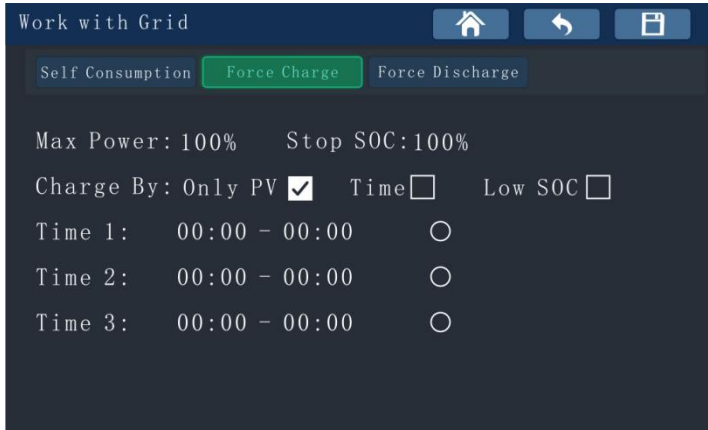 Work with Grid
Self Consumption Force Charge Force Discharge
Max Power: 100% Stop SOC: 100%
Charge By: Only PV Time Low SOC
Time 1: 00:00 - 00:00
Time 2: 00:00 - 00:00
Time 3: 00:00 - 00:00